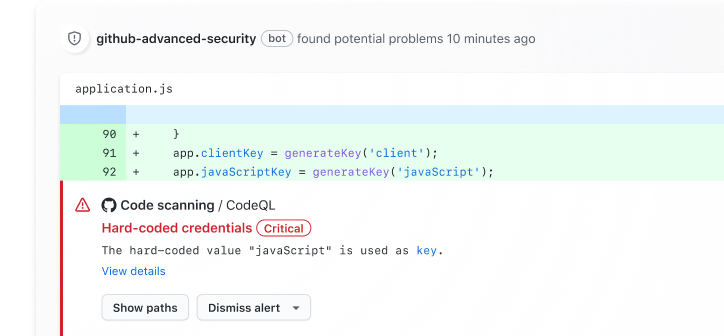 github-advanced-security bot found potential problems 10 minutes ago
application.js
90 + }
91 + app.clientKey = generateKey('client');
92 + app.javaScriptKey = generateKey('javaScript');
Code scanning / CodeQL
Hard-coded credentials Critical
The hard-coded value "javaScript" is used as key.
View details
Show paths Dismiss alert